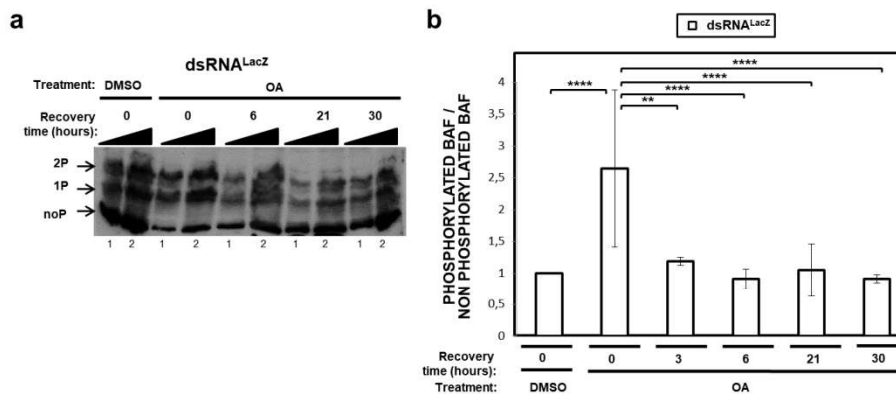 a
dsRNA^LacZ
Treatment: DMSO OA
Recovery time (hours): 0 0 6 21 30
2P
1P
noP
1 2 1 2 1 2 1 2 1 2
b
dsRNA^LacZ
PHOSPHORYLATED BAF /
NON PHOSPHORYLATED BAF
4
3,5
3
2,5
2
1,5
1
0,5
0
****
****
****
****
**
Recovery time (hours): 0 0 3 6 21 30
Treatment: DMSO OA